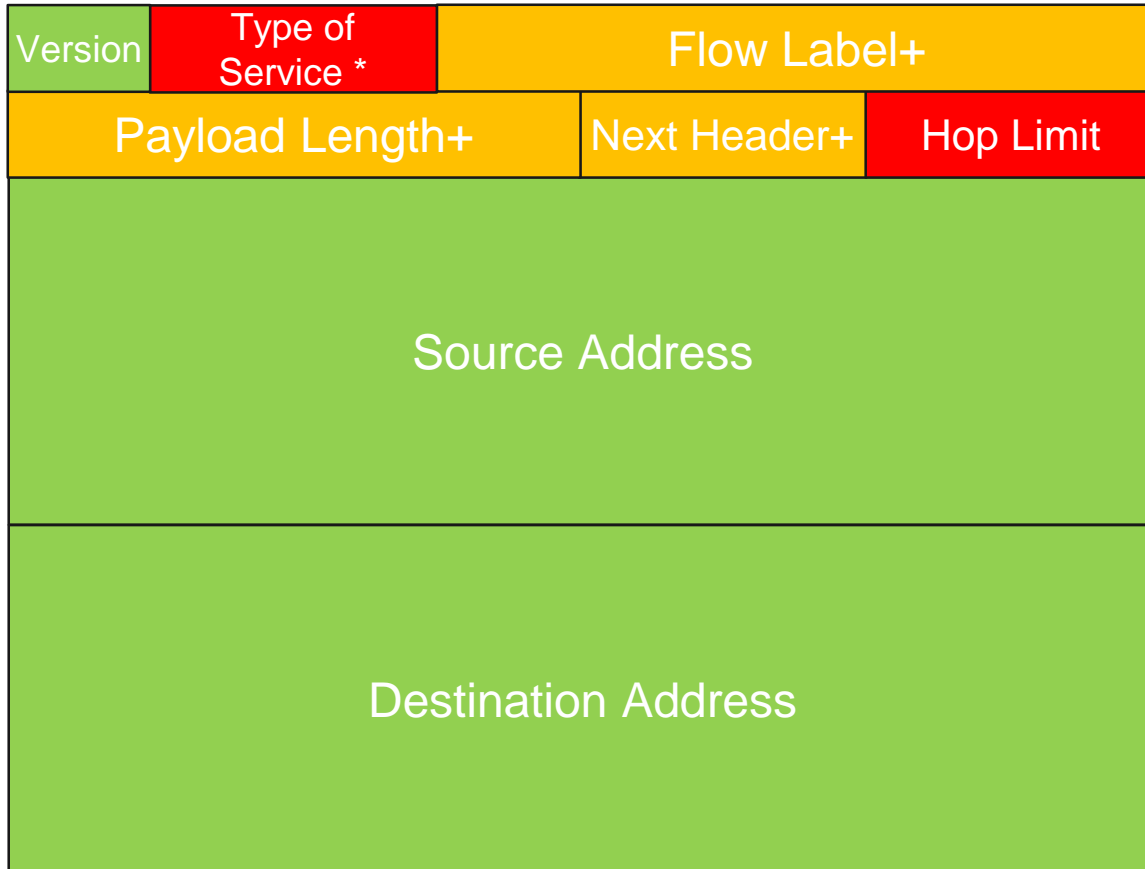 Version
Type of
Service *
Flow Label+
Payload Length+
Next Header+
Hop Limit
Source Address
Destination Address